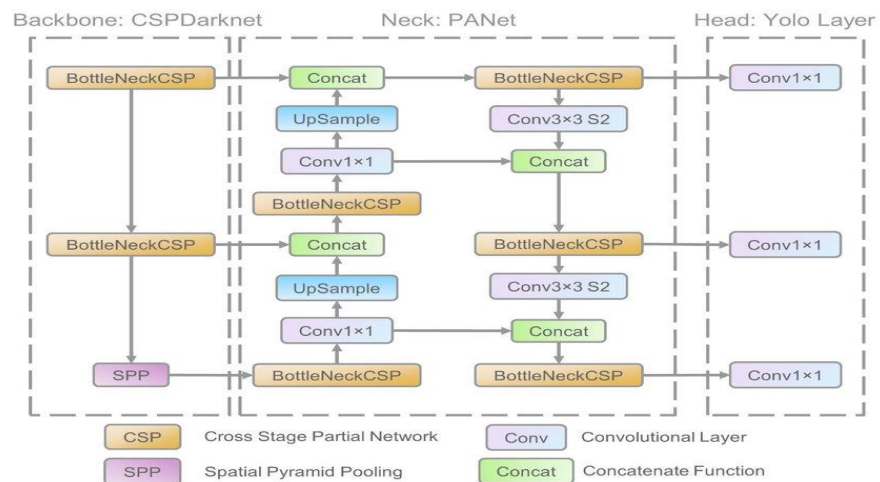 Backbone: CSPDarknet Neck: PANet Head: Yolo Layer
BottleNeckCSP Concat BottleNeckCSP Conv1×1
UpSample Conv3×3 S2
Conv1×1 Concat
BottleNeckCSP
BottleNeckCSP Concat BottleNeckCSP Conv1×1
UpSample Conv3×3 S2
Conv1×1 Concat
SPP BottleNeckCSP BottleNeckCSP Conv1×1
CSP Cross Stage Partial Network Conv Convolutional Layer
SPP Spatial Pyramid Pooling Concat Concatenate Function